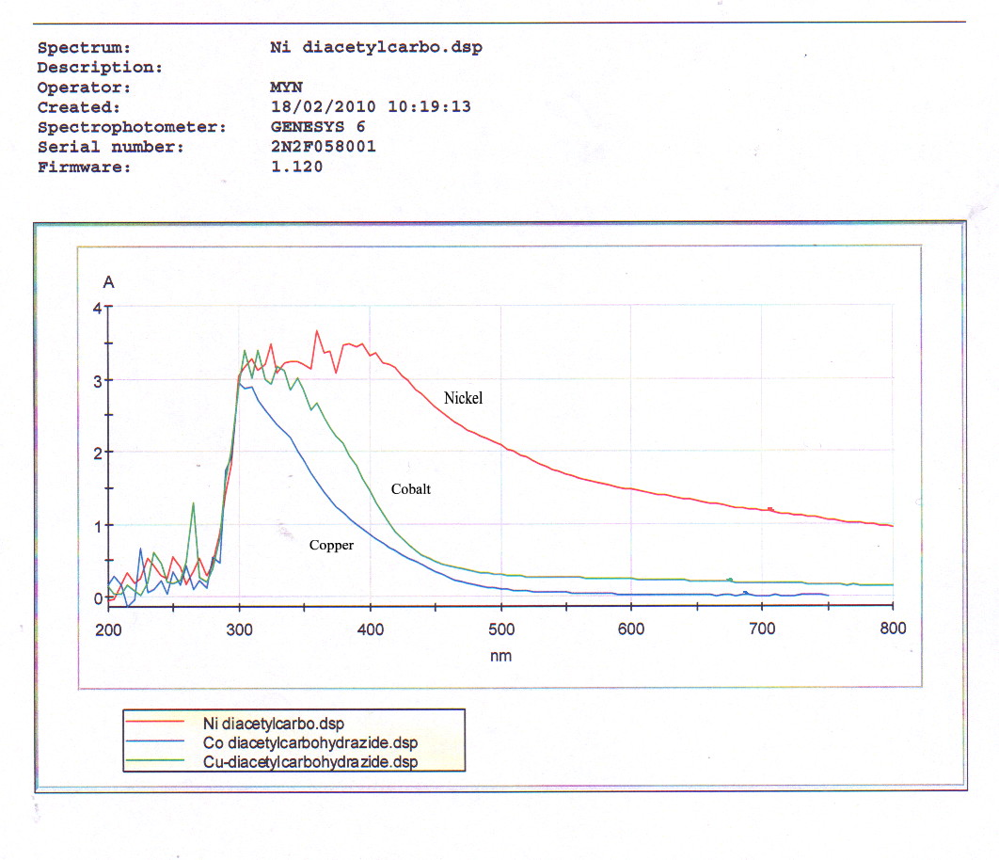 Spectrum: Ni diacetylcarbo.dsp
Description:
Operator: MYN
Created: 18/02/2010 10:19:13
Spectrophotometer: GENESYS 6
Serial number: 2N2F058001
Firmware: 1.120
A
4
3
2
1
0
Nickel
Cobalt
Copper
200 300 400 500 600 700 800
nm
Ni diacetylcarbo.dsp
Co diacetylcarbohydrazide.dsp
Cu-diacetylcarbohydrazide.dsp